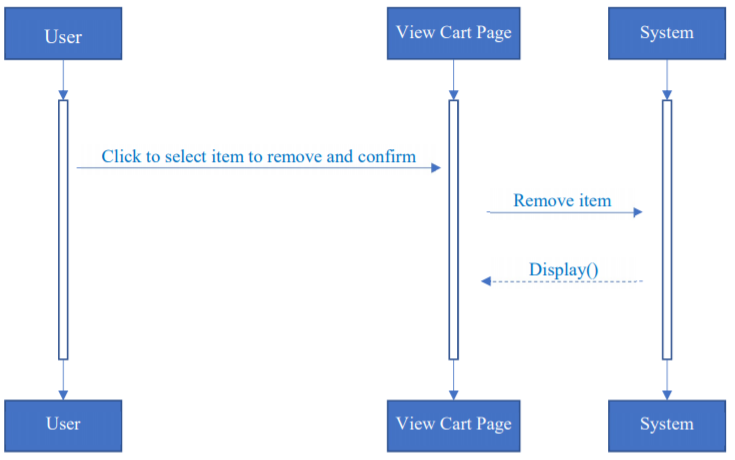 User
View Cart Page
System
Click to select item to remove and confirm
Remove item
Display()
User
View Cart Page
System